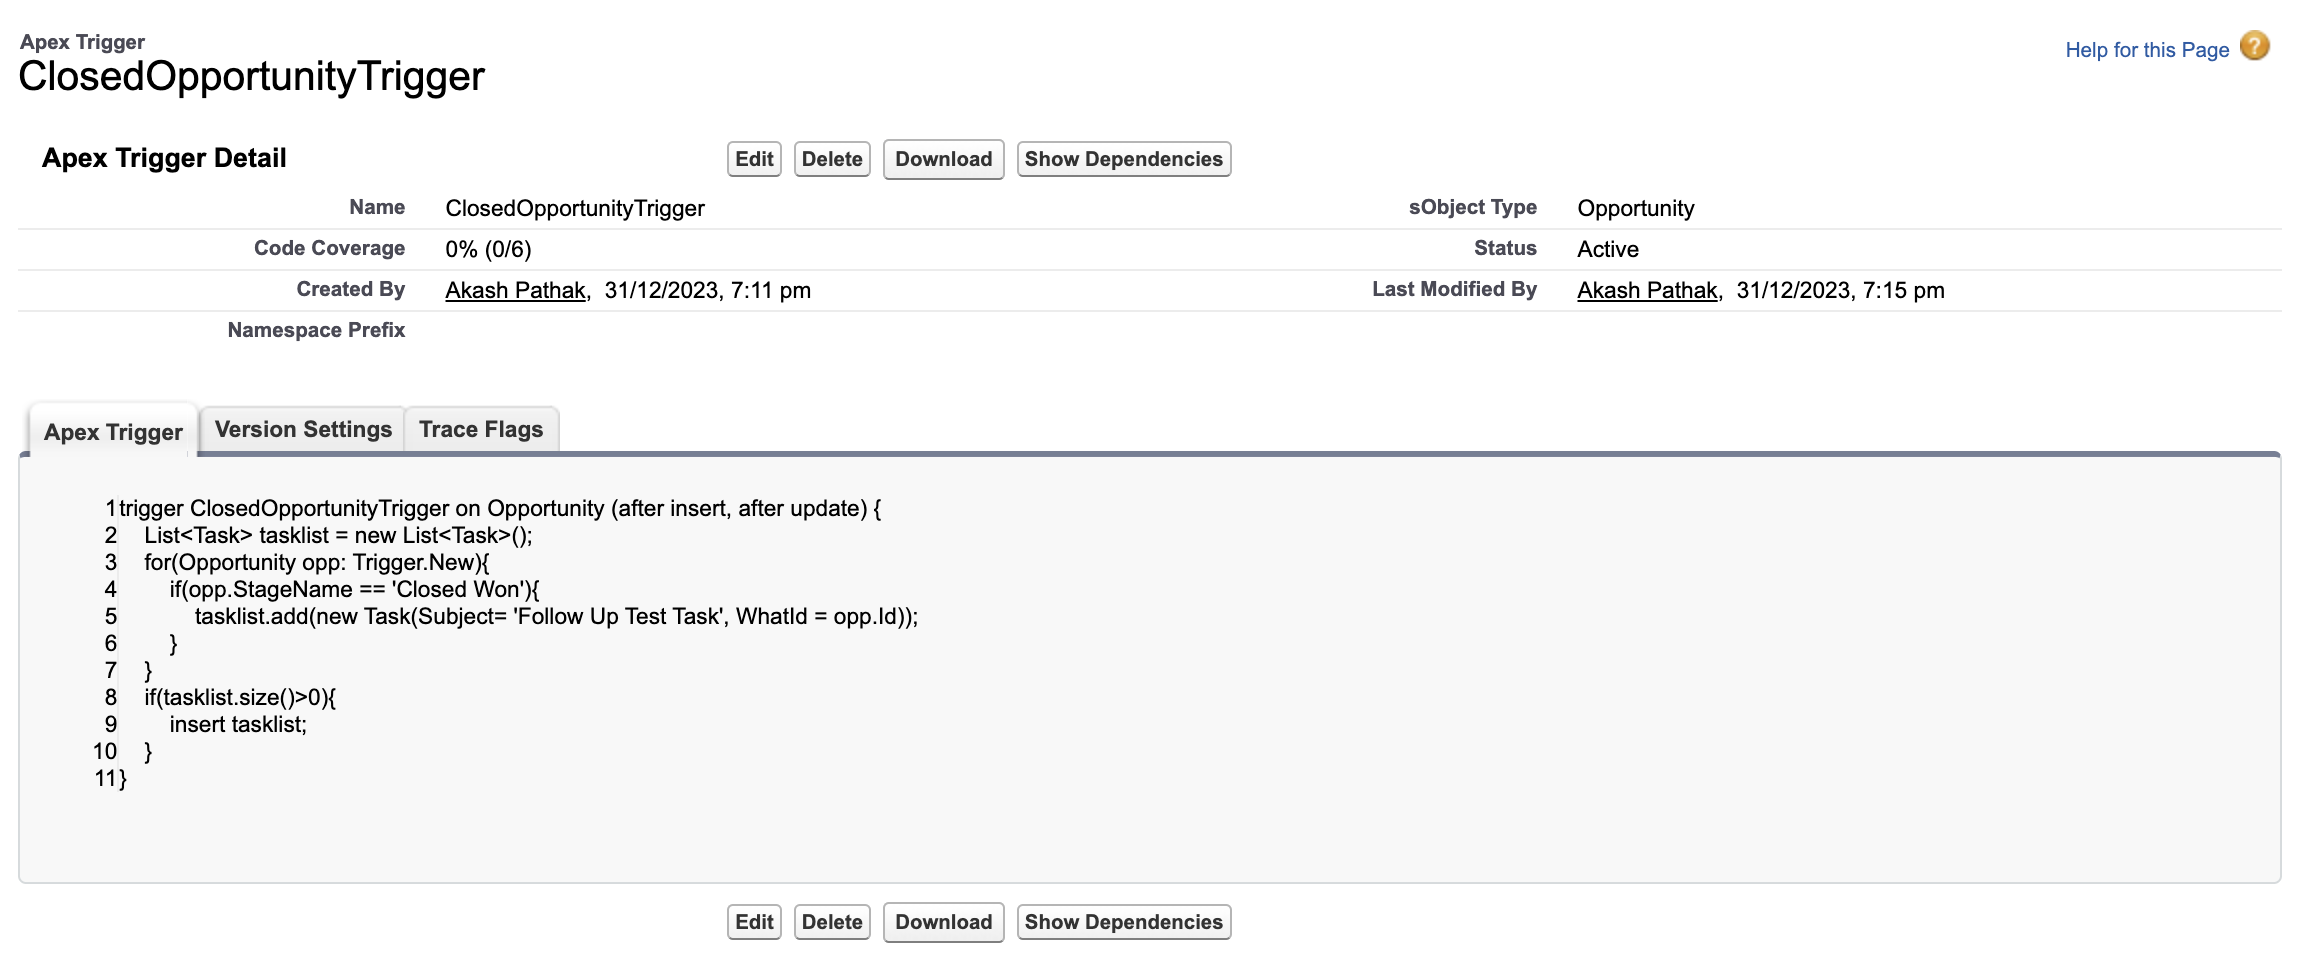 Apex Trigger
ClosedOpportunityTrigger
Help for this Page ?
Apex Trigger Detail
Edit Delete Download Show Dependencies
Name ClosedOpportunityTrigger sObject Type Opportunity
Code Coverage 0% (0/6) Status Active
Created By Akash Pathak, 31/12/2023, 7:11 pm Last Modified By Akash Pathak, 31/12/2023, 7:15 pm
Namespace Prefix
Apex Trigger Version Settings Trace Flags
1 trigger ClosedOpportunityTrigger on Opportunity (after insert, after update) {
2     List<Task> tasklist = new List<Task>();
3     for(Opportunity opp: Trigger.New){
4         if(opp.StageName == 'Closed Won'){
5             tasklist.add(new Task(Subject= 'Follow Up Test Task', WhatId = opp.Id));
6         }
7     }
8     if(tasklist.size()>0){
9         insert tasklist;
10     }
11 }
Edit Delete Download Show Dependencies